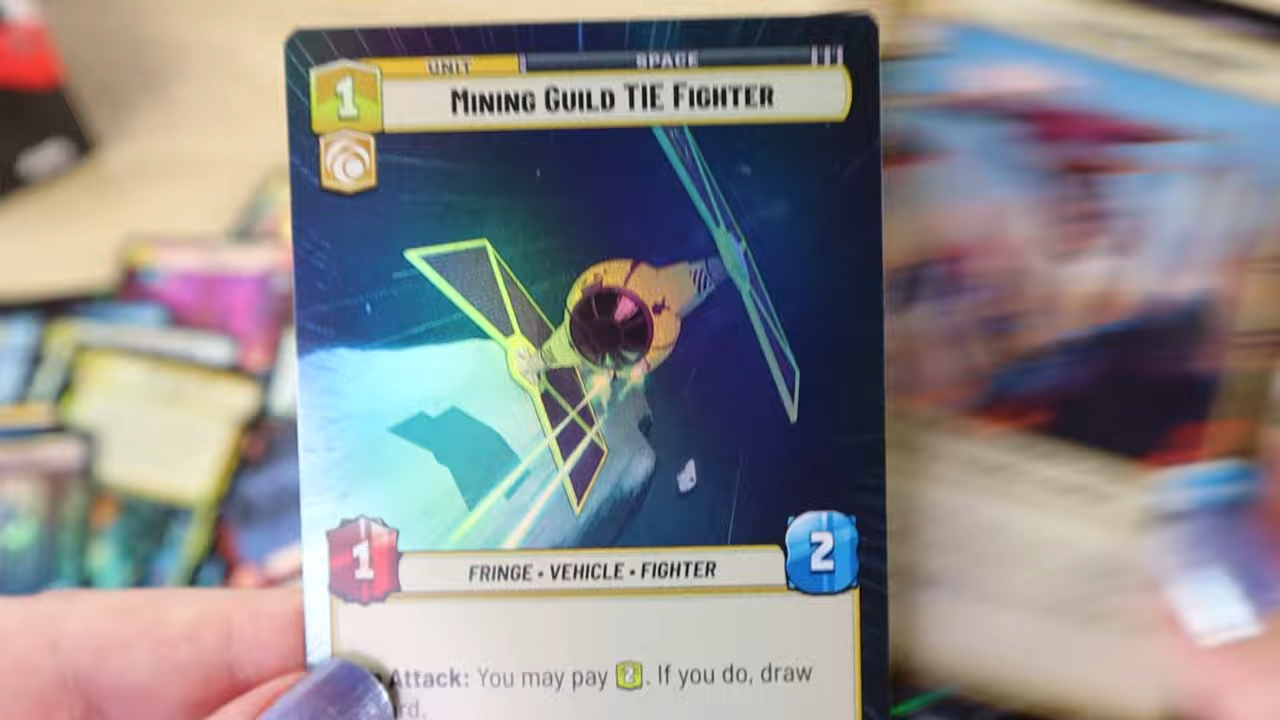 UNIT SPACE
1 MINING GUILD TIE FIGHTER
1 FRINGE • VEHICLE • FIGHTER 2
Attack: You may pay 2. If you do, draw